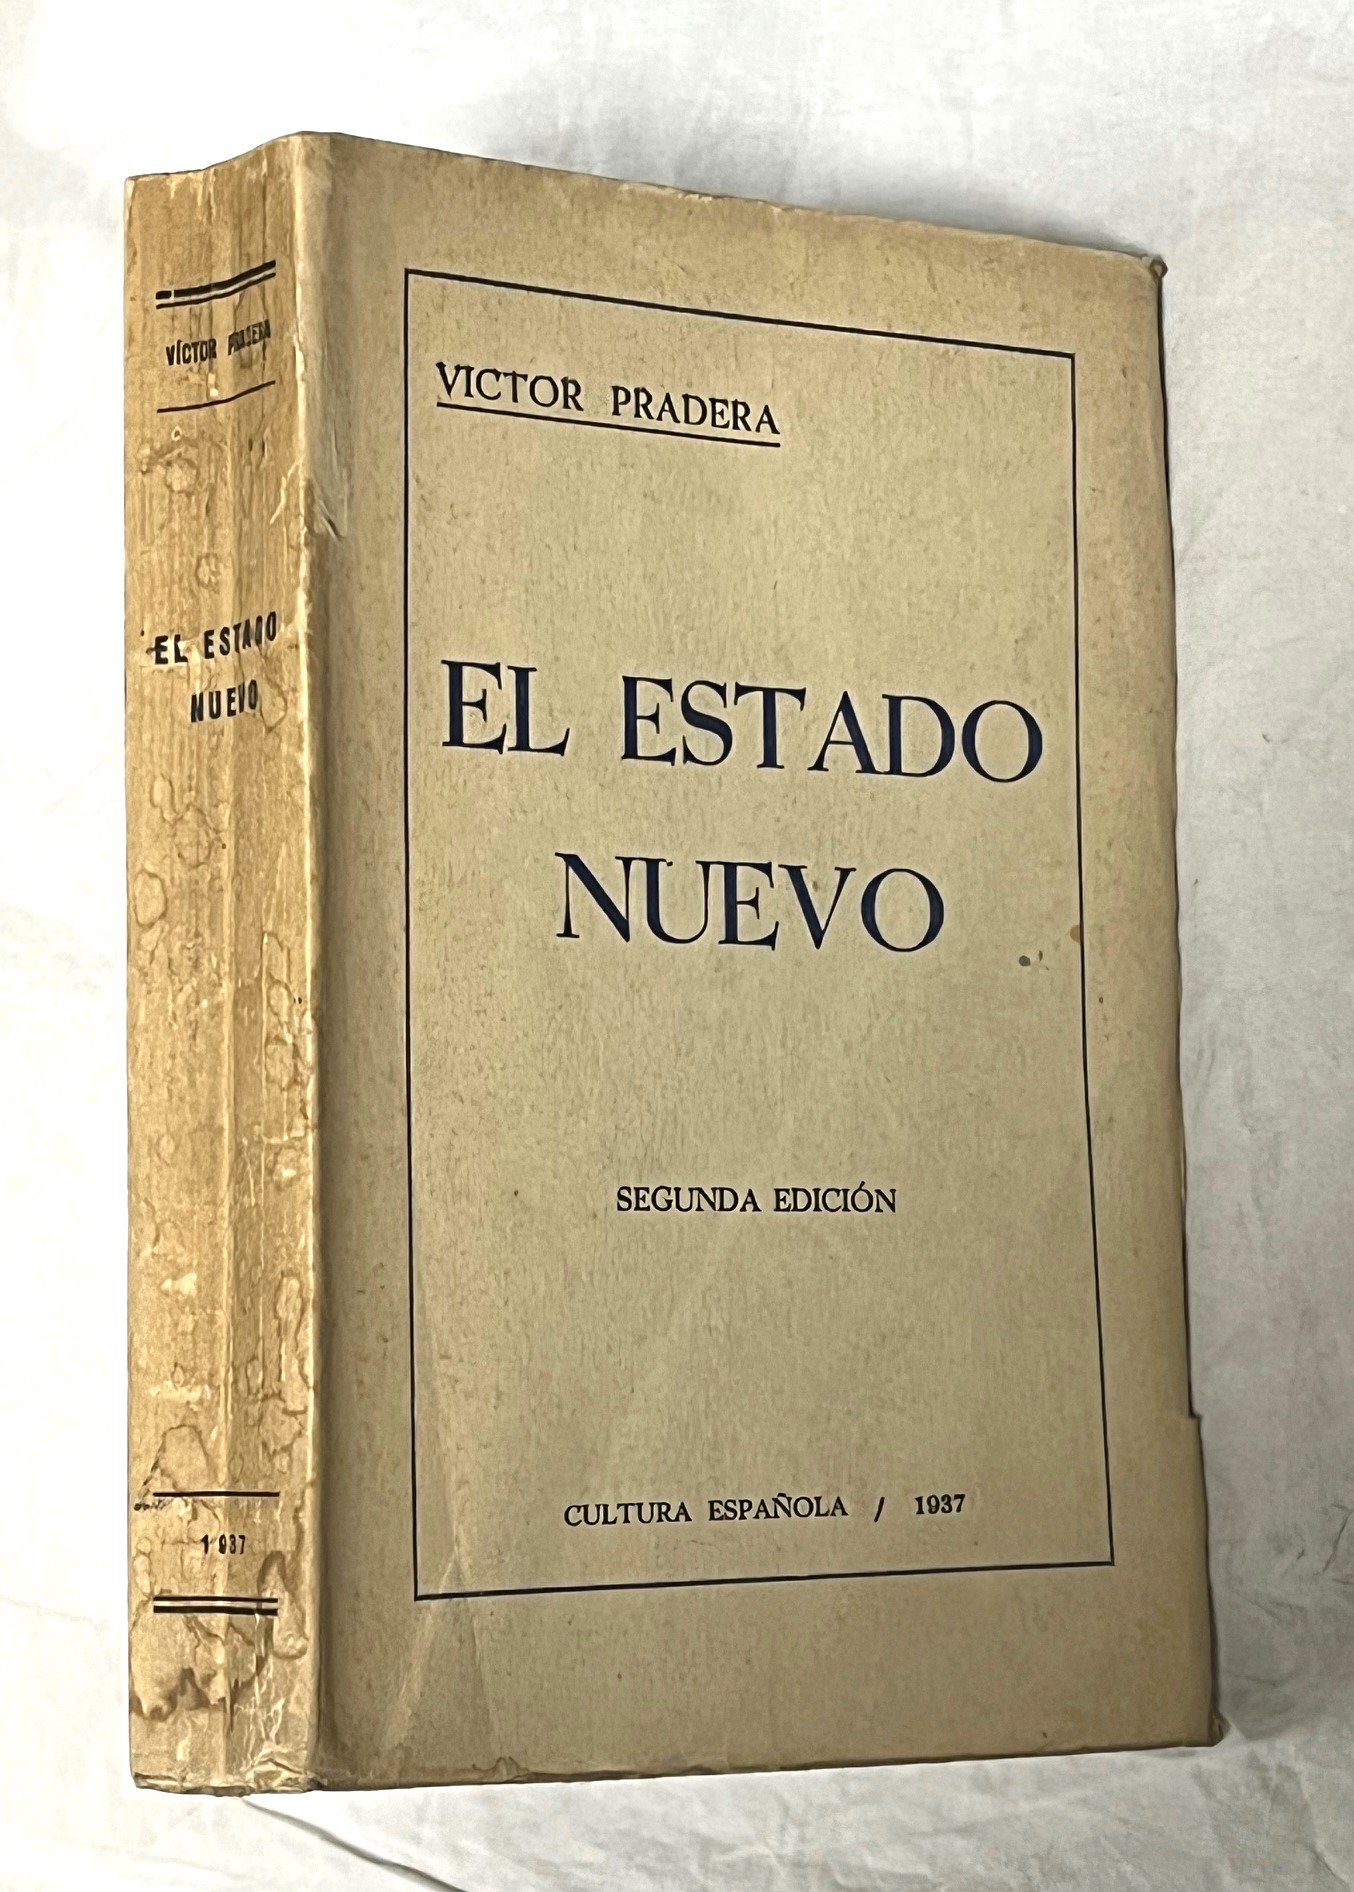 VÍCTOR PRADERA
EL ESTADO
NUEVO
1937
VICTOR PRADERA
EL ESTADO
NUEVO
SEGUNDA EDICIÓN
CULTURA ESPAÑOLA / 1937